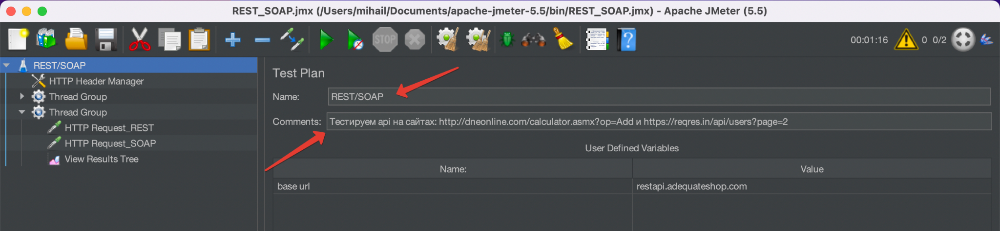 REST_SOAP.jmx (/Users/mihail/Documents/apache-jmeter-5.5/bin/REST_SOAP.jmx) - Apache JMeter (5.5)
STOP
00:01:16 0 0/2
REST/SOAP
HTTP Header Manager
Thread Group
Thread Group
HTTP Request_REST
HTTP Request_SOAP
View Results Tree
Test Plan
Name: REST/SOAP
Comments: Тестируем api на сайтах: http://dneonline.com/calculator.asmx?op=Add и https://reqres.in/api/users?page=2
User Defined Variables
Name: Value
base url restapi.adequateshop.com